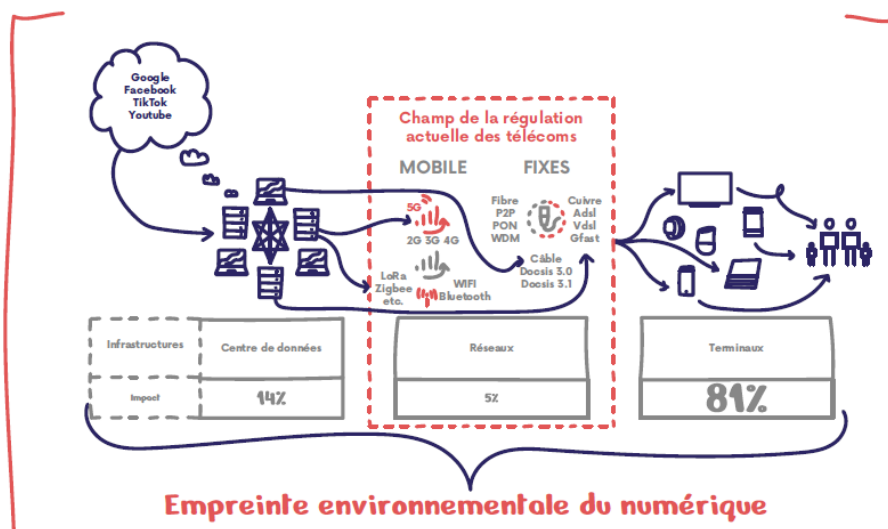 Google
Facebook
TikTok
Youtube
Champ de la régulation
actuelle des télécoms
MOBILE
FIXES
5G
2G 3G 4G
LoRa
Zigbee
etc.
WIFI
Bluetooth
Fibre
P2P
PON
WDM
Cuivre
Adsl
Vdsl
Gfast
Câble
Docsis 3.0
Docsis 3.1
Infrastructures
Centre de données
Réseaux
Terminaux
Impact
14%
5%
81%
Empreinte environnementale du numérique